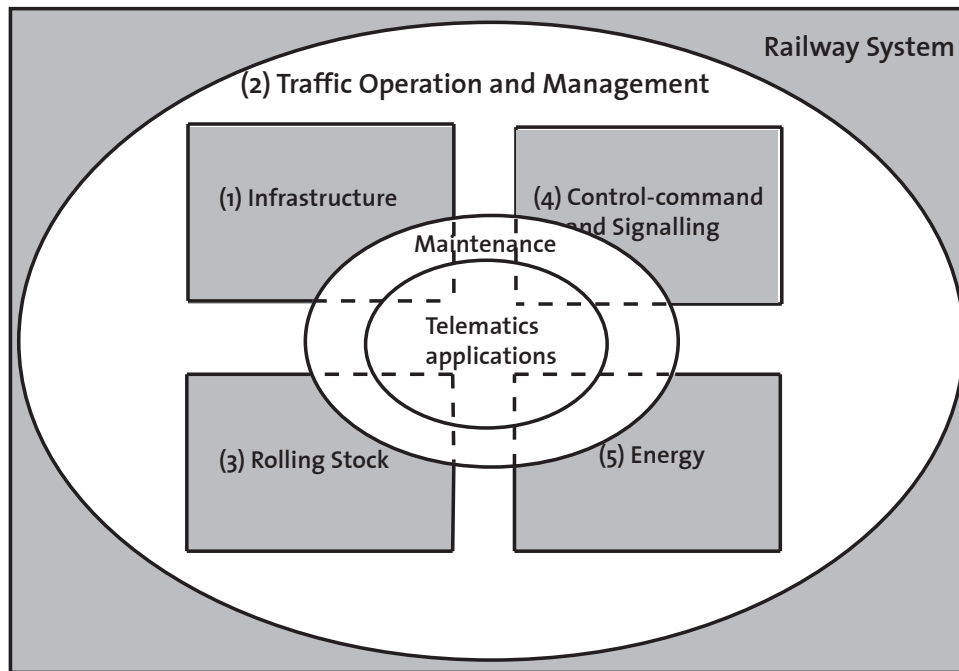 Railway System
(2) Traffic Operation and Management
(1) Infrastructure
(4) Control-command
and Signalling
Maintenance
Telematics
applications
(3) Rolling Stock
(5) Energy